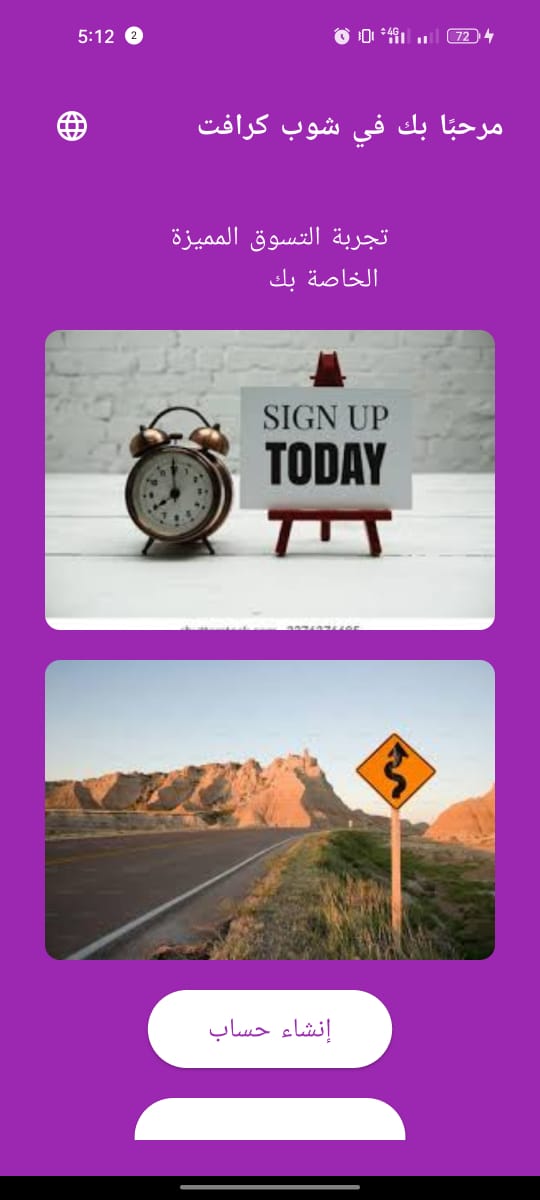 5:12 2 4G 72
مرحبًا بك في شوب كرافت
تجربة التسوق المميزة
الخاصة بك
SIGN UP
TODAY
إنشاء حساب